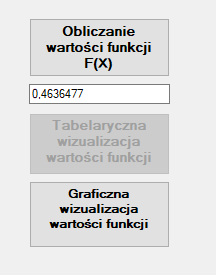 Obliczanie
wartości funkcji
F(X)
0,4636477
Tabelaryczna
wizualizacja
wartości funkcji
Graficzna
wizualizacja
wartości funkcji